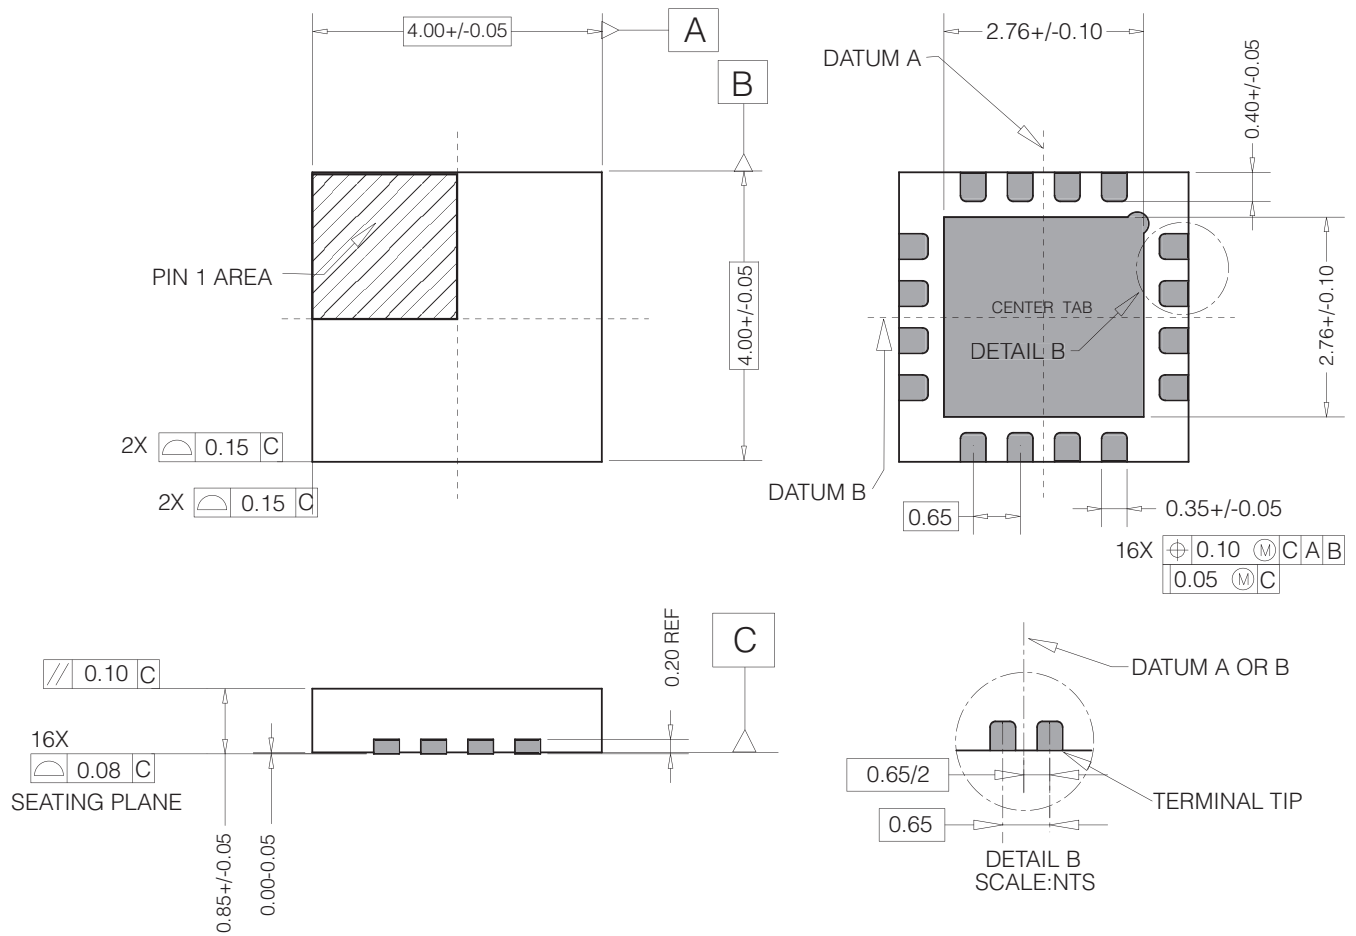 4.00+/-0.05
A
B
PIN 1 AREA
4.00+/-0.05
2X 0.15 C
2X 0.15 C
DATUM A
2.76+/-0.10
0.40+/-0.05
CENTER TAB
DETAIL B
2.76+/-0.10
DATUM B
0.65
0.35+/-0.05
16X ⌖ 0.10 Ⓜ C A B
0.05 Ⓜ C
// 0.10 C
16X
0.08 C
SEATING PLANE
0.85+/-0.05
0.00-0.05
0.20 REF
C
DATUM A OR B
0.65/2
0.65
TERMINAL TIP
DETAIL B
SCALE:NTS